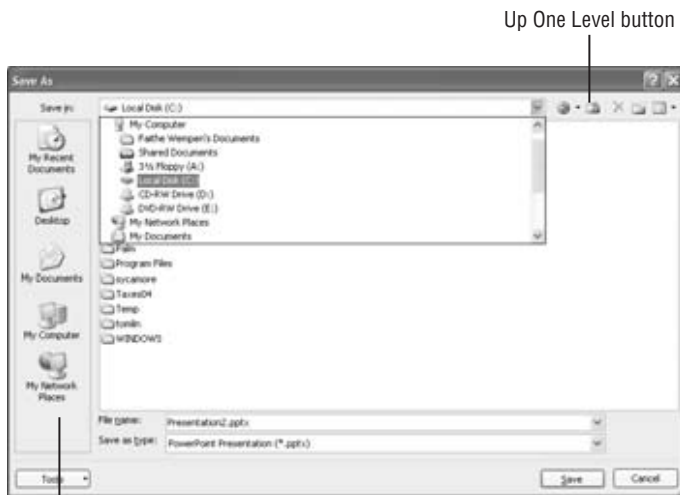 Up One Level button
Save As
Save in:
Local Disk (C:)
My Computer
Faithe Wempen's Documents
Shared Documents
3½ Floppy (A:)
Local Disk (C:)
CD-RW Drive (D:)
DVD-RW Drive (E:)
My Network Places
My Documents
Palm
Program Files
sycamore
Taxes04
Temp
tomlin
WINDOWS
My Recent Documents
Desktop
My Documents
My Computer
My Network Places
File name:
Presentation2.pptx
Save as type:
PowerPoint Presentation (*.pptx)
Tools
Save
Cancel